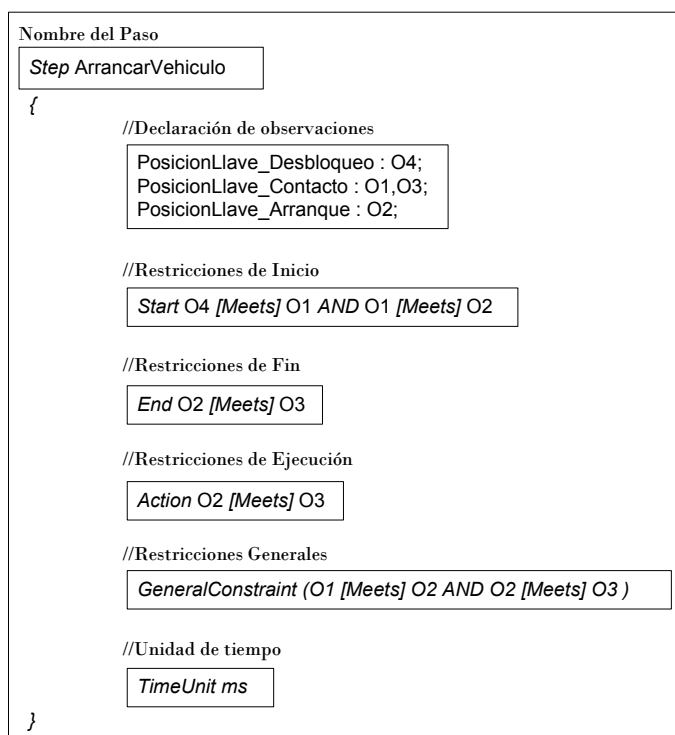 Nombre del Paso
Step ArrancarVehiculo
{
//Declaración de observaciones
PosicionLlave_Desbloqueo : O4;
PosicionLlave_Contacto : O1,O3;
PosicionLlave_Arranque : O2;
//Restricciones de Inicio
Start O4 [Meets] O1 AND O1 [Meets] O2
//Restricciones de Fin
End O2 [Meets] O3
//Restricciones de Ejecución
Action O2 [Meets] O3
//Restricciones Generales
GeneralConstraint (O1 [Meets] O2 AND O2 [Meets] O3 )
//Unidad de tiempo
TimeUnit ms
}